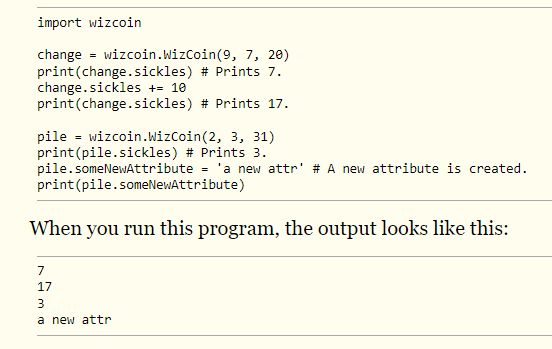 import wizcoin
change = wizcoin.WizCoin(9, 7, 20)
print(change.sickles) # Prints 7.
change.sickles += 10
print(change.sickles) # Prints 17.
pile = wizcoin.WizCoin(2, 3, 31)
print(pile.sickles) # Prints 3.
pile.someNewAttribute = 'a new attr' # A new attribute is created.
print(pile.someNewAttribute)
When you run this program, the output looks like this:
7
17
3
a new attr